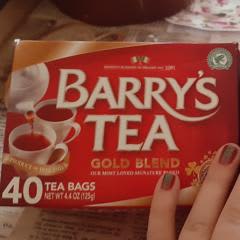 BARRY'S
TEA
GOLD BLEND
OUR MOST LOVED SIGNATURE BLEND
40 TEA BAGS
NET WT 4.4 OZ (125g)